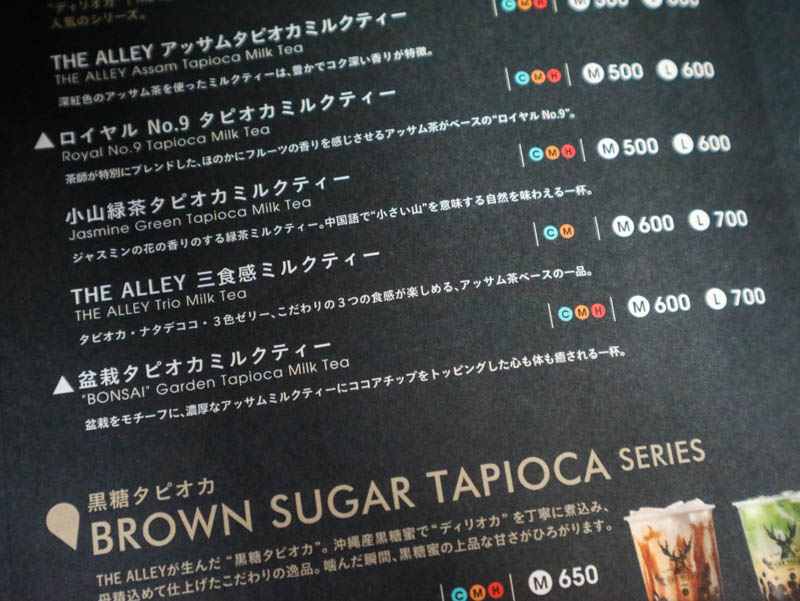 人気のシリーズ。
THE ALLEY アッサムタピオカミルクティー
THE ALLEY Assam Tapioca Milk Tea
深紅色のアッサム茶を使ったミルクティーは、豊かでコク深い香りが特徴。
C M H M 500 L 600
ロイヤル No.9 タピオカミルクティー
Royal No.9 Tapioca Milk Tea
茶師が特別にブレンドした、ほのかにフルーツの香りを感じさせるアッサム茶がベースの“ロイヤル No.9”。
C M H M 500 L 600
小山緑茶タピオカミルクティー
Jasmine Green Tapioca Milk Tea
ジャスミンの花の香りのする緑茶ミルクティー。中国語で“小さい山”を意味する自然を味わえる一杯。
C M M 600 L 700
THE ALLEY 三食感ミルクティー
THE ALLEY Trio Milk Tea
タピオカ・ナタデココ・3色ゼリー、こだわりの3つの食感が楽しめる、アッサム茶ベースの一品。
C M H M 600 L 700
盆栽タピオカミルクティー
"BONSAI" Garden Tapioca Milk Tea
盆栽をモチーフに、濃厚なアッサムミルクティーにココアチップをトッピングした心も体も癒される一杯。
黒糖タピオカ
BROWN SUGAR TAPIOCA SERIES
THE ALLEYが生んだ “黒糖タピオカ”。沖縄産黒糖蜜で“ディリオカ” を丁寧に煮込み、
丹精込めて仕上げたこだわりの逸品。噛んだ瞬間、黒糖蜜の上品な甘さがひろがります。
C M H M 650